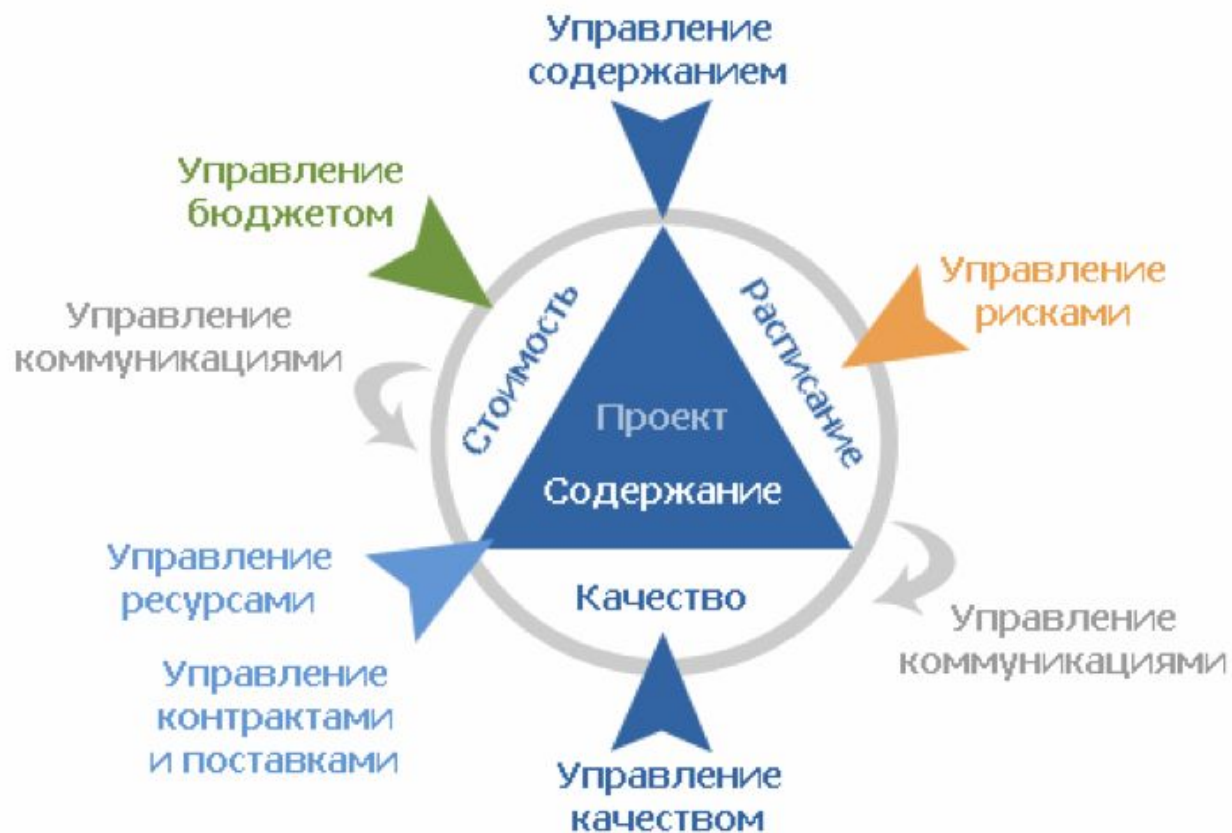 Управление
содержанием
Управление
бюджетом
Управление
рисками
Управление
коммуникациями
Стоимость
Расписание
Проект
Содержание
Управление
ресурсами
Качество
Управление
коммуникациями
Управление
контрактами
и поставками
Управление
качеством